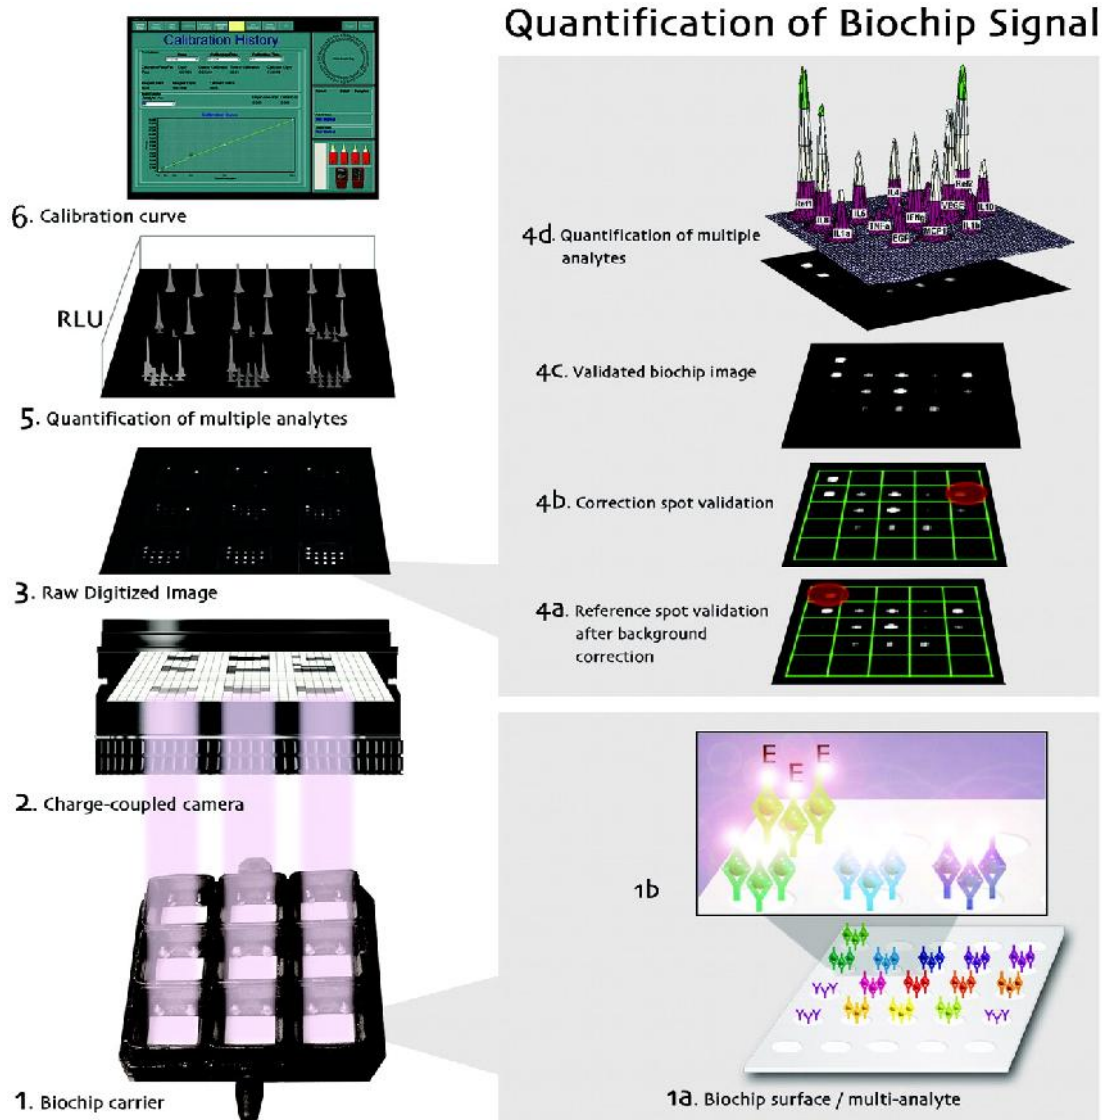 Quantification of Biochip Signal
Calibration History
6. Calibration curve
RLU
5. Quantification of multiple analytes
3. Raw Digitized Image
2. Charge-coupled camera
1. Biochip carrier
Ref1
IL8
IL1a
IL6
TNFa
IL4
EGF
IFNg
MCP1
VEGF
Ref2
IL1b
IL10
4d. Quantification of multiple
analytes
4c. Validated biochip image
4b. Correction spot validation
4a. Reference spot validation
after background
correction
E
E
E
1b
1a. Biochip surface / multi-analyte